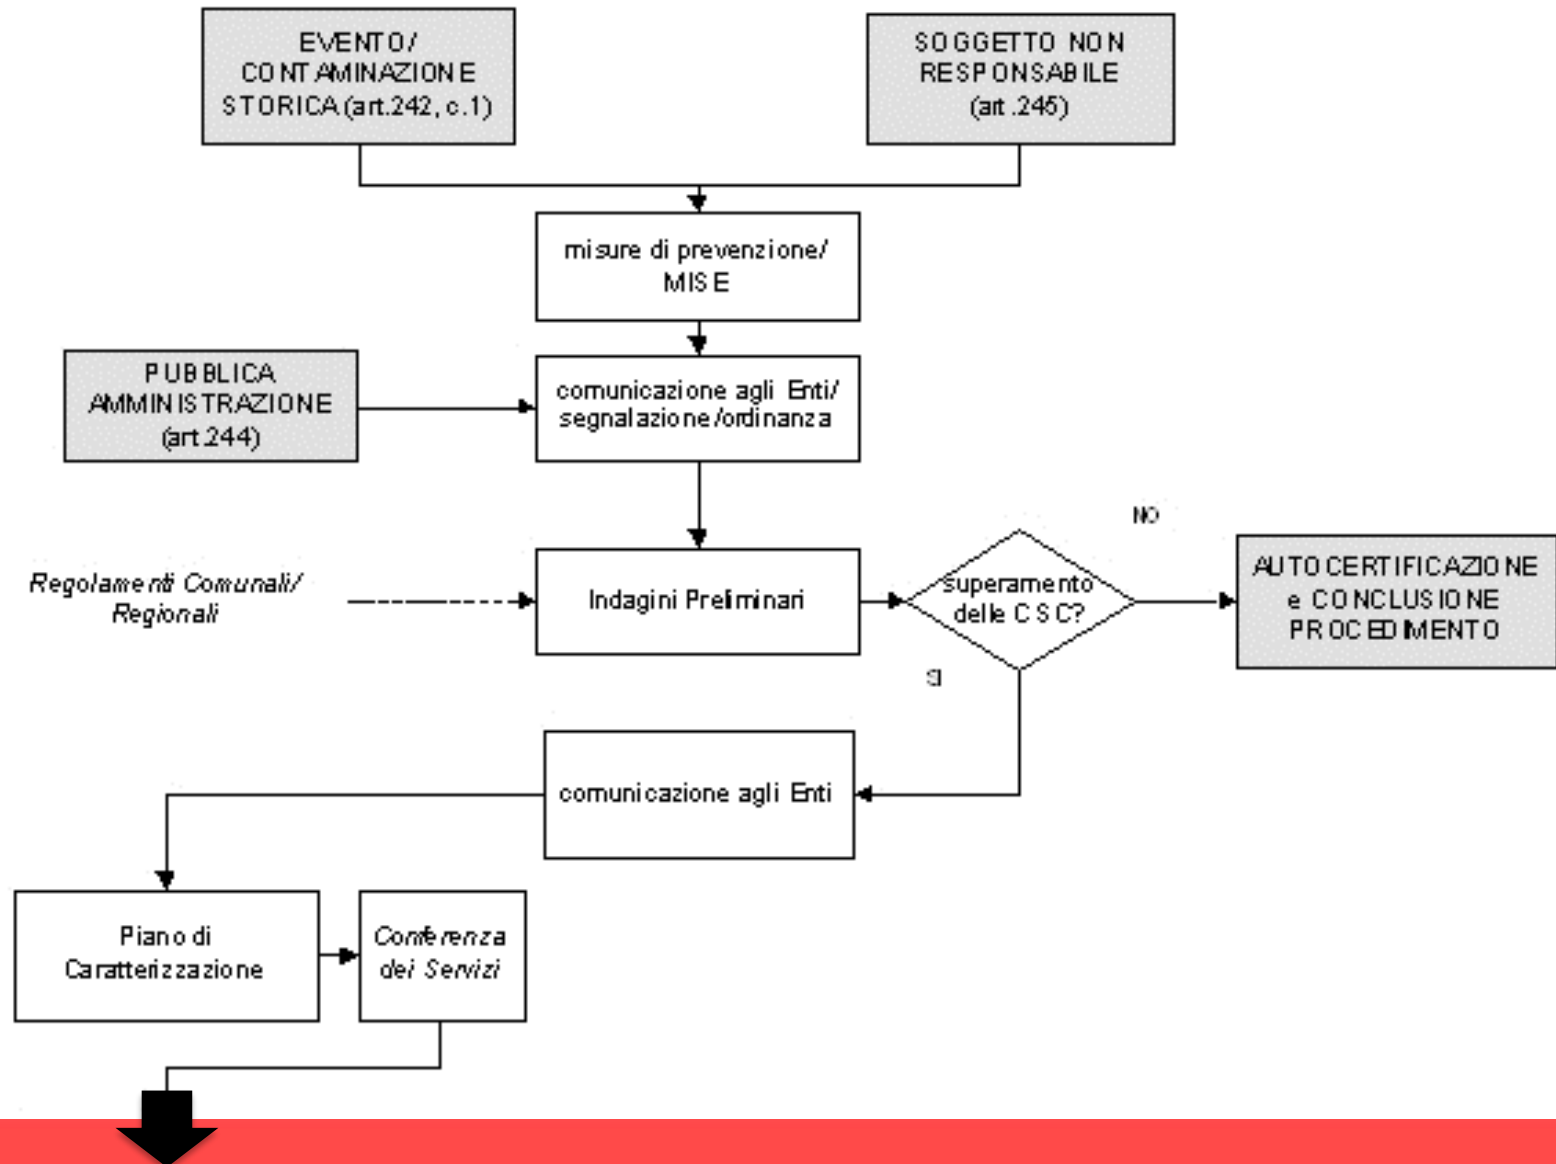 EVENTO/
CONTAMINAZIONE
STORICA (art.242, c.1)
SOGGETTO NON
RESPONSABILE
(art.245)
misure di prevenzione/
MISE
PUBBLICA
AMMINISTRAZIONE
(art.244)
comunicazione agli Enti/
segnalazione/ordinanza
Regolamenti Comunali/
Regionali
Indagini Preliminari
superamento
delle CSC?
NO
AUTOCERTIFICAZIONE
e CONCLUSIONE
PROCEDIMENTO
SI
comunicazione agli Enti
Piano di
Caratterizzazione
Conferenza
dei Servizi